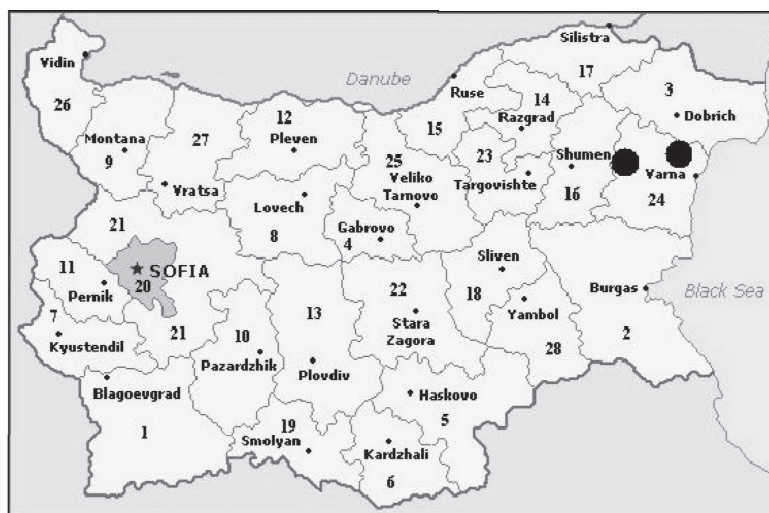 Silistra
Vidin
17
Danube
Ruse
3
26
12
14
Dobrich
27
15
Razgrad
Montana
Pleven
23
Shumen
9
25
Varna
Vratsa
Veliko
Tarnovo
Targovishte
16
24
Lovech
21
Gabrovo
8
4
11
Sliven
SOFIA
Pernik
20
22
18
Burgas
Black Sea
7
13
Yambol
21
10
Stara
Zagora
2
Kyustendil
Pazardzhik
28
Plovdiv
Blagoevgrad
Haskovo
5
1
19
Smolyan
Kardzhali
6